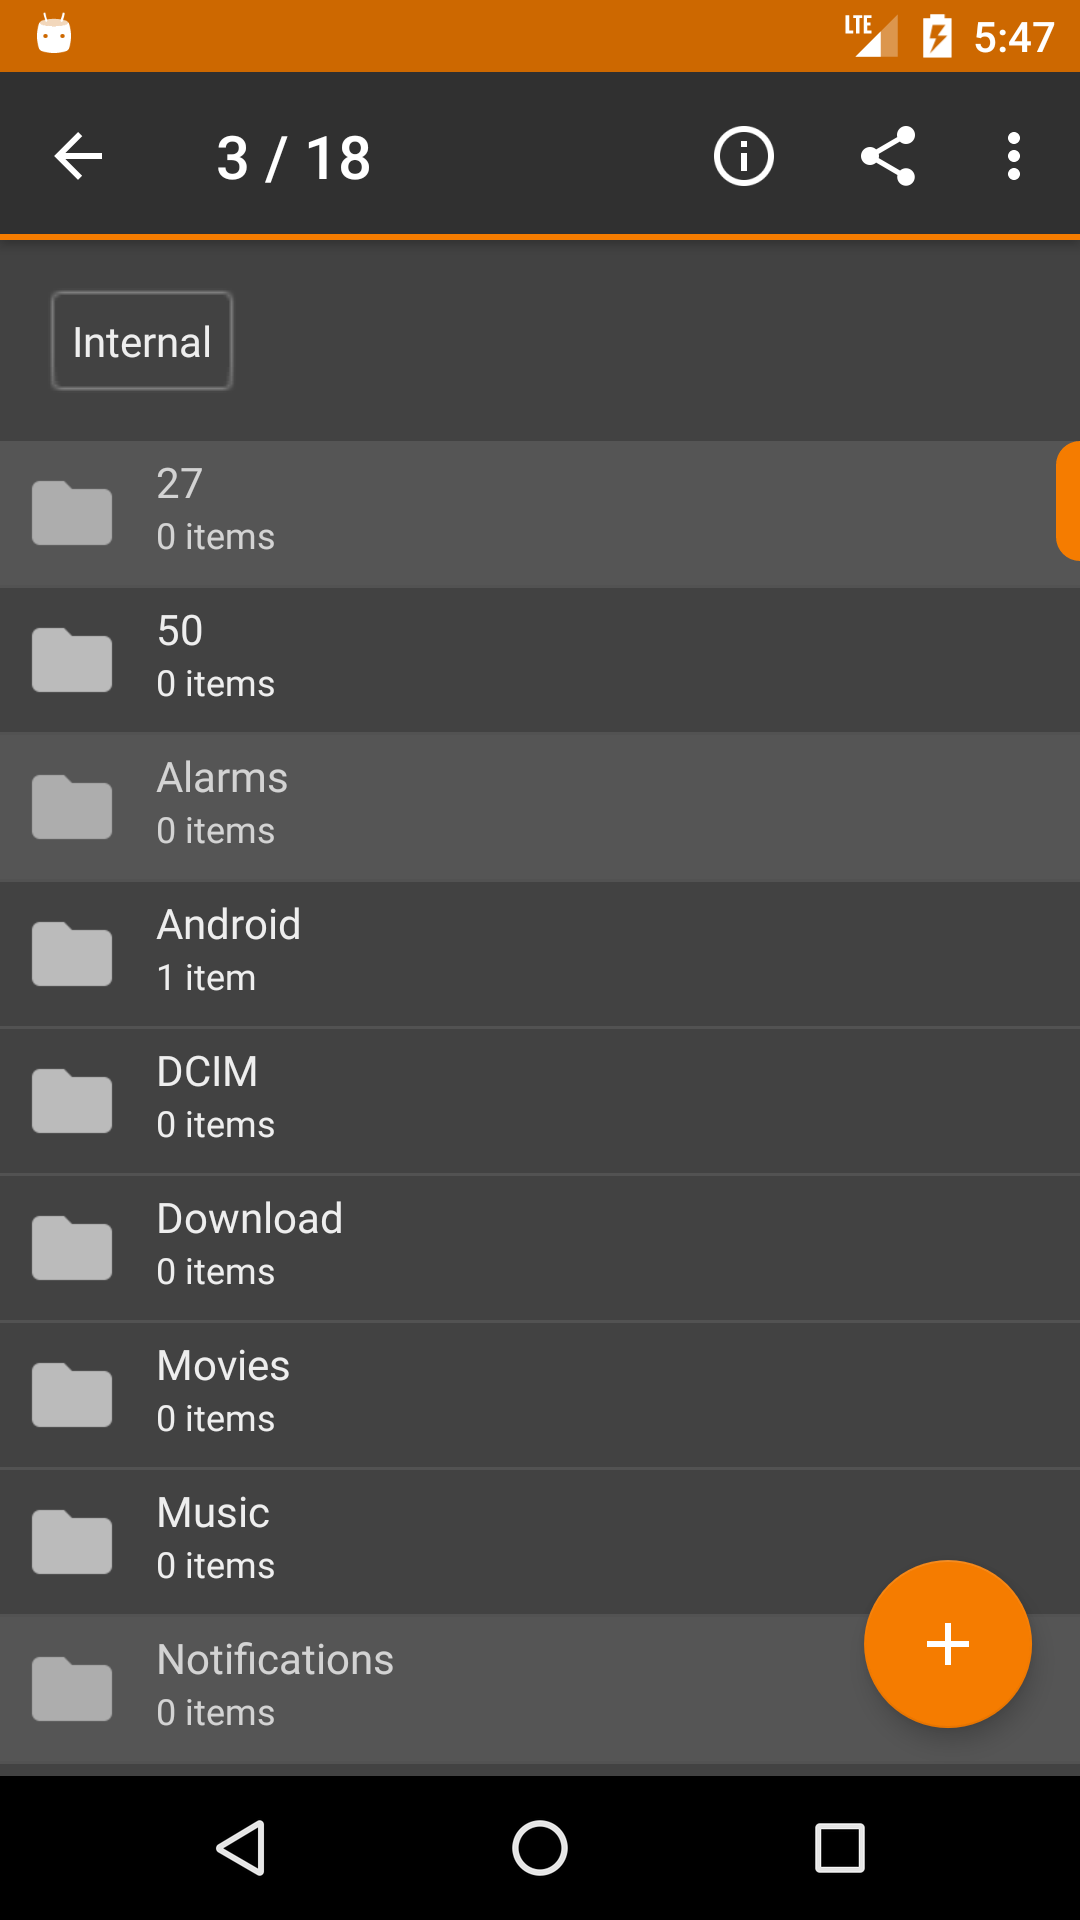 LTE
5:47
3 / 18
Internal
27
0 items
50
0 items
Alarms
0 items
Android
1 item
DCIM
0 items
Download
0 items
Movies
0 items
Music
0 items
Notifications
0 items